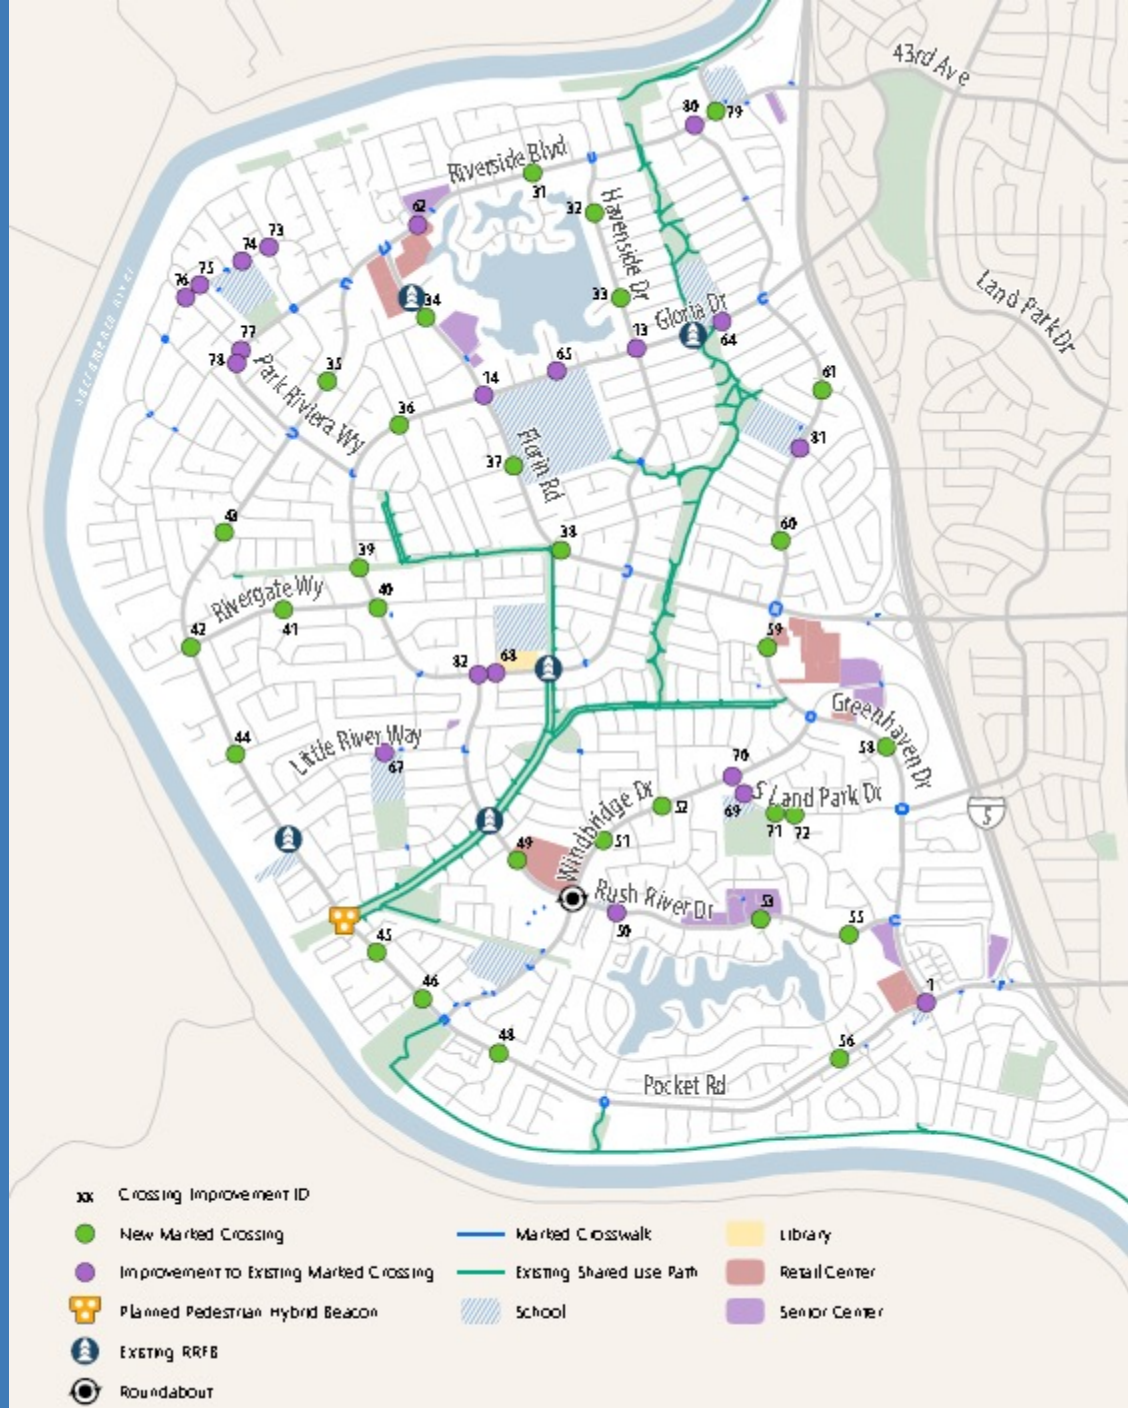 43rd Ave
80
79
Riverside Blvd
31
32
Havenside Dr
62
73
74
75
76
34
33
Gloria Dr
64
13
65
77
78
35
Park Riviera Wy
14
36
61
81
Land Park Dr
Sacramento River
37
Florin Rd
43
38
60
39
Rivergate Wy
40
41
42
59
82
68
Greenhaven Dr
44
Little River Way
67
58
70
S Land Park Dr
69
71
72
5
52
Windbridge Dr
51
49
Rush River Dr
50
53
55
45
46
1
48
56
Pocket Rd
xx Crossing Improvement ID
New Marked Crossing
Improvement to Existing Marked Crossing
Planned Pedestrian Hybrid Beacon
Existing RRFB
Roundabout
Marked Crosswalk
Existing Shared Use Path
School
Library
Retail Center
Senior Center